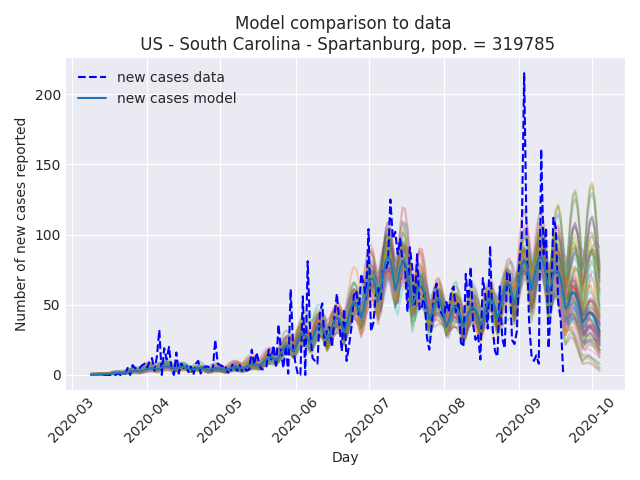 Model comparison to data
US - South Carolina - Spartanburg, pop. = 319785
new cases data
new cases model
Number of new cases reported
200
150
100
50
0
2020-03
2020-04
2020-05
2020-06
2020-07
2020-08
2020-09
2020-10
Day